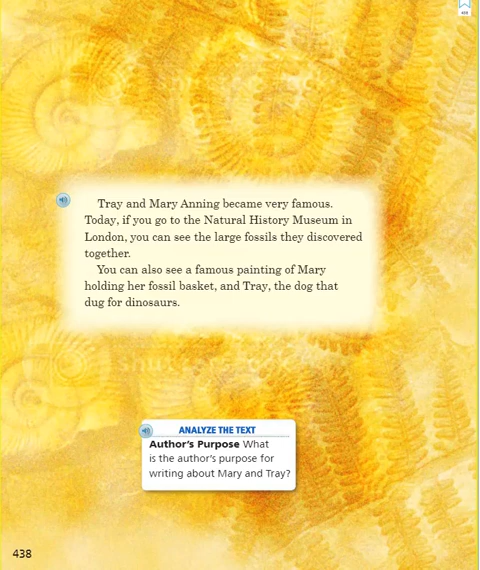 438
Tray and Mary Anning became very famous.
Today, if you go to the Natural History Museum in
London, you can see the large fossils they discovered
together.
You can also see a famous painting of Mary
holding her fossil basket, and Tray, the dog that
dug for dinosaurs.
ANALYZE THE TEXT
Author's Purpose What
is the author's purpose for
writing about Mary and Tray?
438